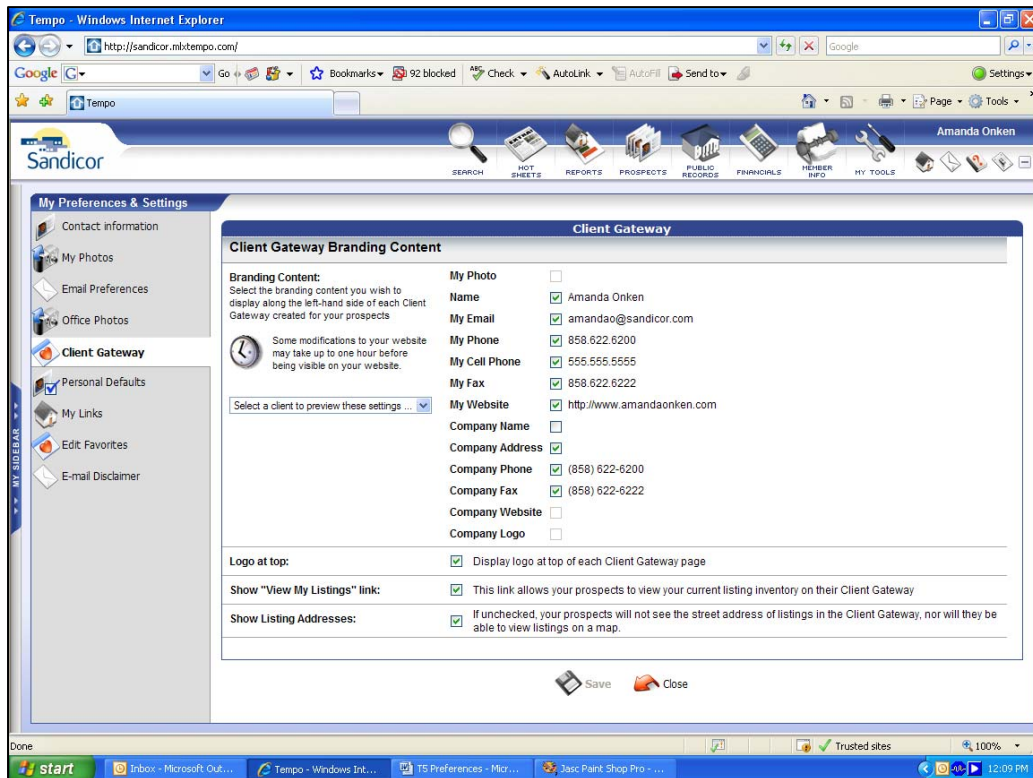 Tempo - Windows Internet Explorer
http://sandicor.mlxtempo.com/
Google
Google G Go Bookmarks 92 blocked ABC Check AutoLink AutoFill Send to Settings
Tempo
Page Tools
Sandicor
Amanda Onken
SEARCH HOT SHEETS REPORTS PROSPECTS PUBLIC RECORDS FINANCIALS MEMBER INFO MY TOOLS
My Preferences & Settings
Contact information
My Photos
Email Preferences
Office Photos
Client Gateway
Personal Defaults
My Links
Edit Favorites
E-mail Disclaimer
MY SIDEBAR
Client Gateway
Client Gateway Branding Content
Branding Content:
Select the branding content you wish to
display along the left-hand side of each Client
Gateway created for your prospects
Some modifications to your website
may take up to one hour before
being visible on your website.
Select a client to preview these settings ...
My Photo
Name Amanda Onken
My Email amandao@sandicor.com
My Phone 858.622.6200
My Cell Phone 555.555.5555
My Fax 858.622.6222
My Website http://www.amandaonken.com
Company Name
Company Address
Company Phone (858) 622-6200
Company Fax (858) 622-6222
Company Website
Company Logo
Logo at top: Display logo at top of each Client Gateway page
Show "View My Listings" link: This link allows your prospects to view your current listing inventory on their Client Gateway
Show Listing Addresses: If unchecked, your prospects will not see the street address of listings in the Client Gateway, nor will they be
able to view listings on a map.
Save Close
Done Trusted sites 100%
start Inbox - Microsoft Out... Tempo - Windows Int... T5 Preferences - Micr... Jasc Paint Shop Pro - ... 12:09 PM